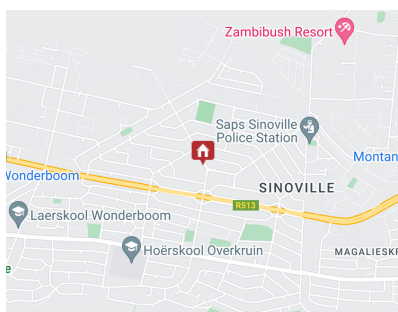 Zambibush Resort
Saps Sinoville
Police Station
Montan
Wonderboom
SINOVILLE
R513
Laerskool Wonderboom
Hoërskool Overkruin
MAGALIESKR
e